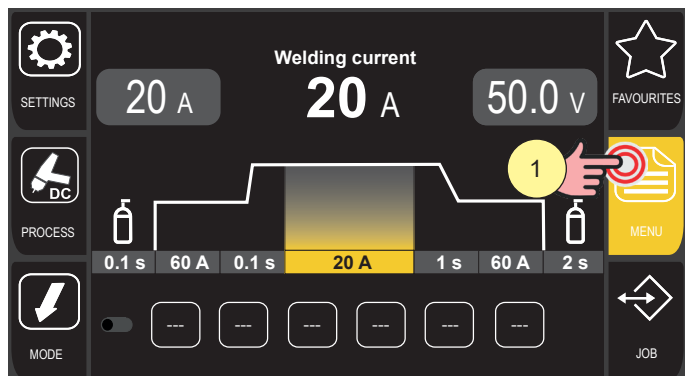 SETTINGS
DC
PROCESS
MODE
Welding current
20 A
20 A
50.0 V
0.1 s 60 A 0.1 s 20 A 1 s 60 A 2 s
--- --- --- --- --- ---
1
FAVOURITES
MENU
JOB